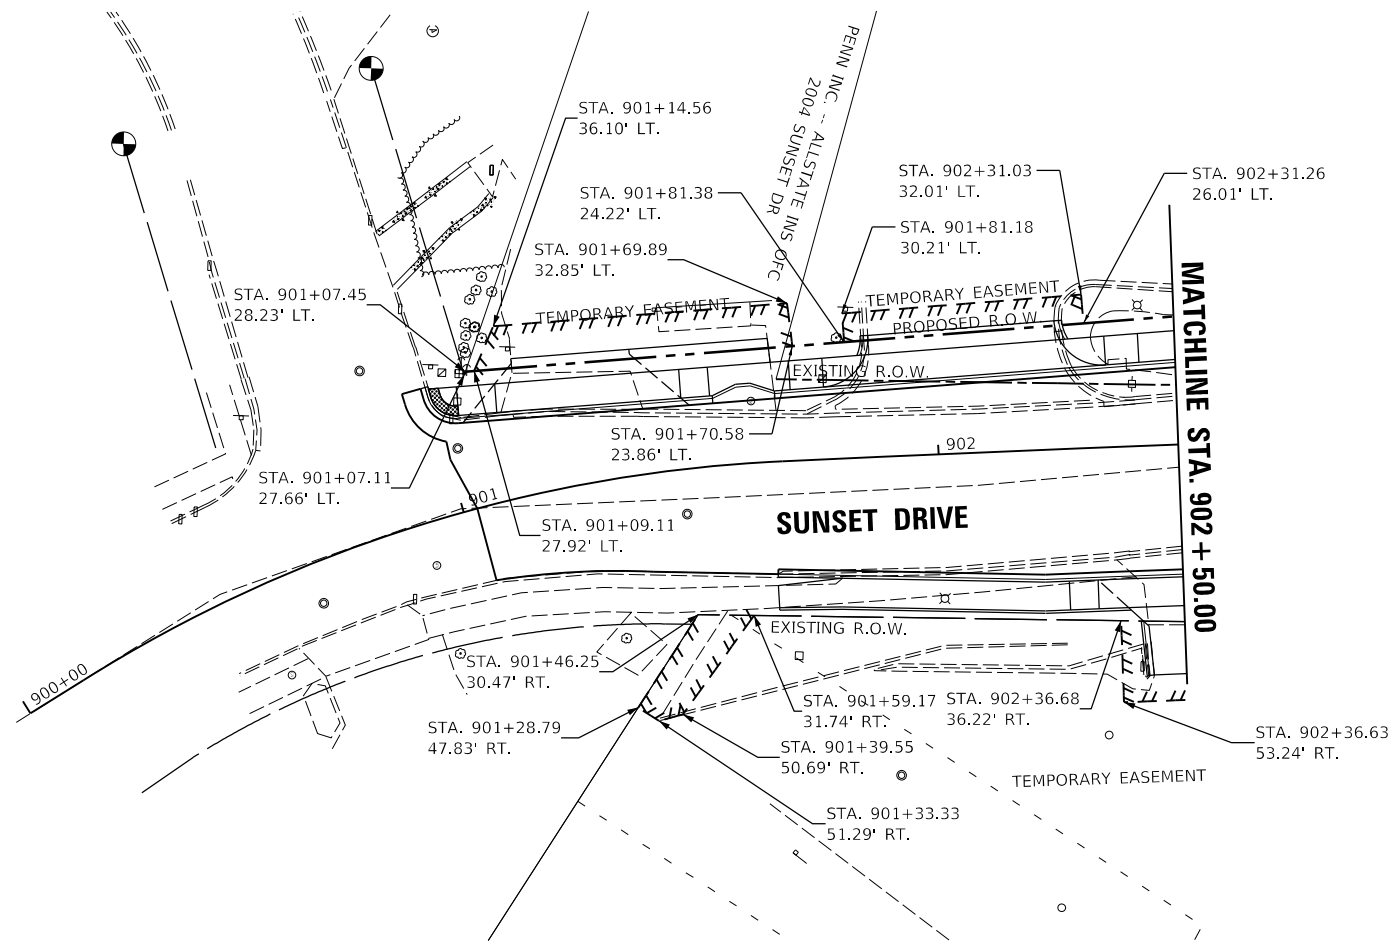 STA. 901+14.56
36.10' LT.
PENN INC. - ALLSTATE INS OFC
2004 SUNSET DR
STA. 902+31.03
32.01' LT.
STA. 902+31.26
26.01' LT.
STA. 901+81.38
24.22' LT.
STA. 901+81.18
30.21' LT.
STA. 901+69.89
32.85' LT.
STA. 901+07.45
28.23' LT.
TEMPORARY EASEMENT
TEMPORARY EASEMENT
PROPOSED R.O.W.
EXISTING R.O.W.
MATCHLINE STA. 902+50.00
STA. 901+70.58
23.86' LT.
902
STA. 901+07.11
27.66' LT.
901
STA. 901+09.11
27.92' LT.
SUNSET DRIVE
EXISTING R.O.W.
STA. 901+46.25
30.47' RT.
900+00
STA. 901+59.17
31.74' RT.
STA. 902+36.68
36.22' RT.
STA. 901+28.79
47.83' RT.
STA. 902+36.63
53.24' RT.
STA. 901+39.55
50.69' RT.
TEMPORARY EASEMENT
STA. 901+33.33
51.29' RT.